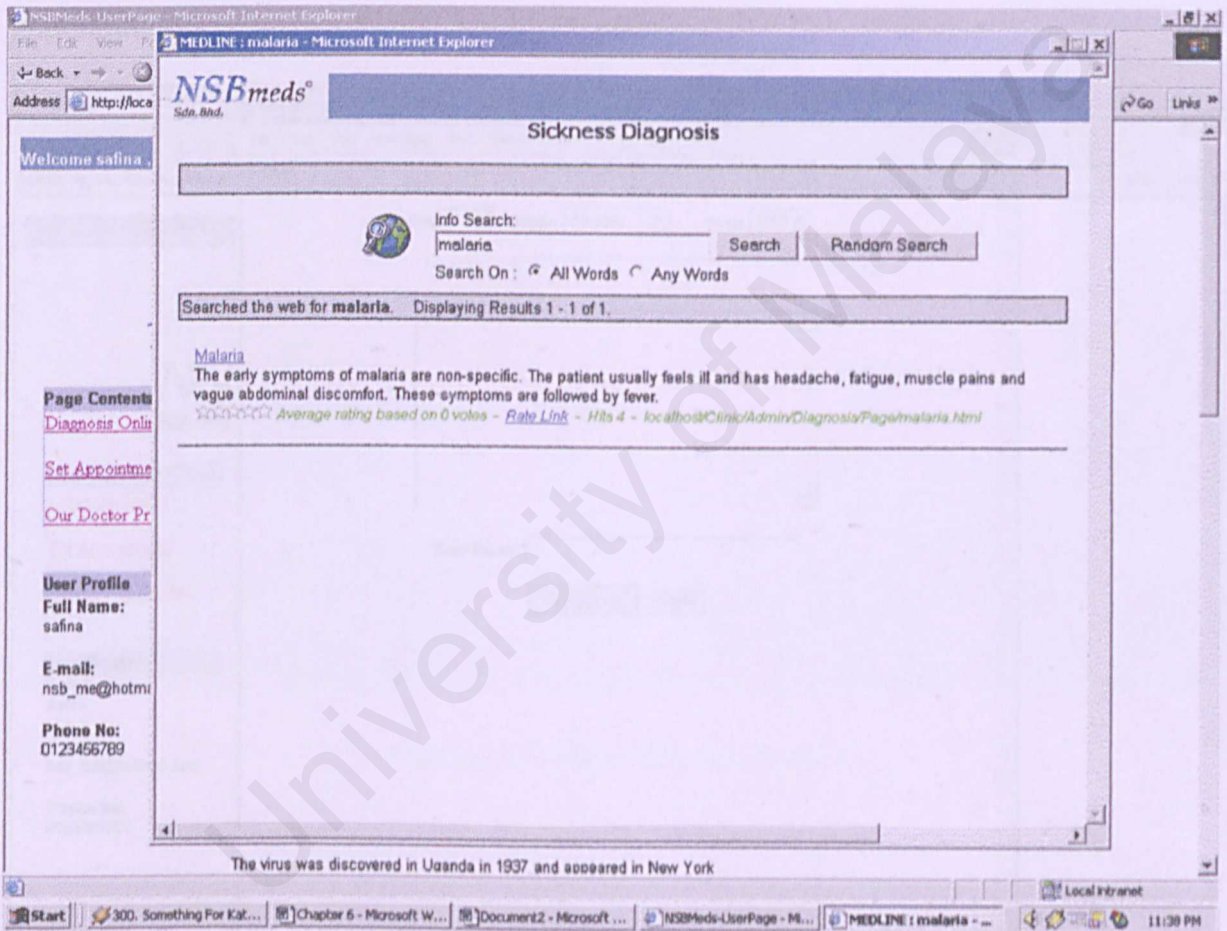 NSBMeds-UserPage - Microsoft Internet Explorer
File Edit View
MEDLINE : malaria - Microsoft Internet Explorer
Back
Address http://loca
Go Links »
NSBmeds©
Sdn. Bhd.
Sickness Diagnosis
Welcome safina .
Info Search:
malaria Search Random Search
Search On : All Words Any Words
Searched the web for malaria. Displaying Results 1 - 1 of 1.
Malaria
The early symptoms of malaria are non-specific. The patient usually feels ill and has headache, fatigue, muscle pains and
vague abdominal discomfort. These symptoms are followed by fever.
Average rating based on 0 votes - Rate Link - Hits 4 - localhost/Clinic/Admin/Diagnosis/Page/malaria.html
Page Contents
Diagnosis Onlin
Set Appointme
Our Doctor Pr
User Profile
Full Name:
safina
E-mail:
nsb_me@hotma
Phone No:
0123456789
The virus was discovered in Uganda in 1937 and appeared in New York
Local intranet
Start 300. Something For Kat... Chapter 6 - Microsoft W... Document2 - Microsoft ... NSBMeds-UserPage - Mi... MEDLINE : malaria - ... 11:38 PM
University of Malaya